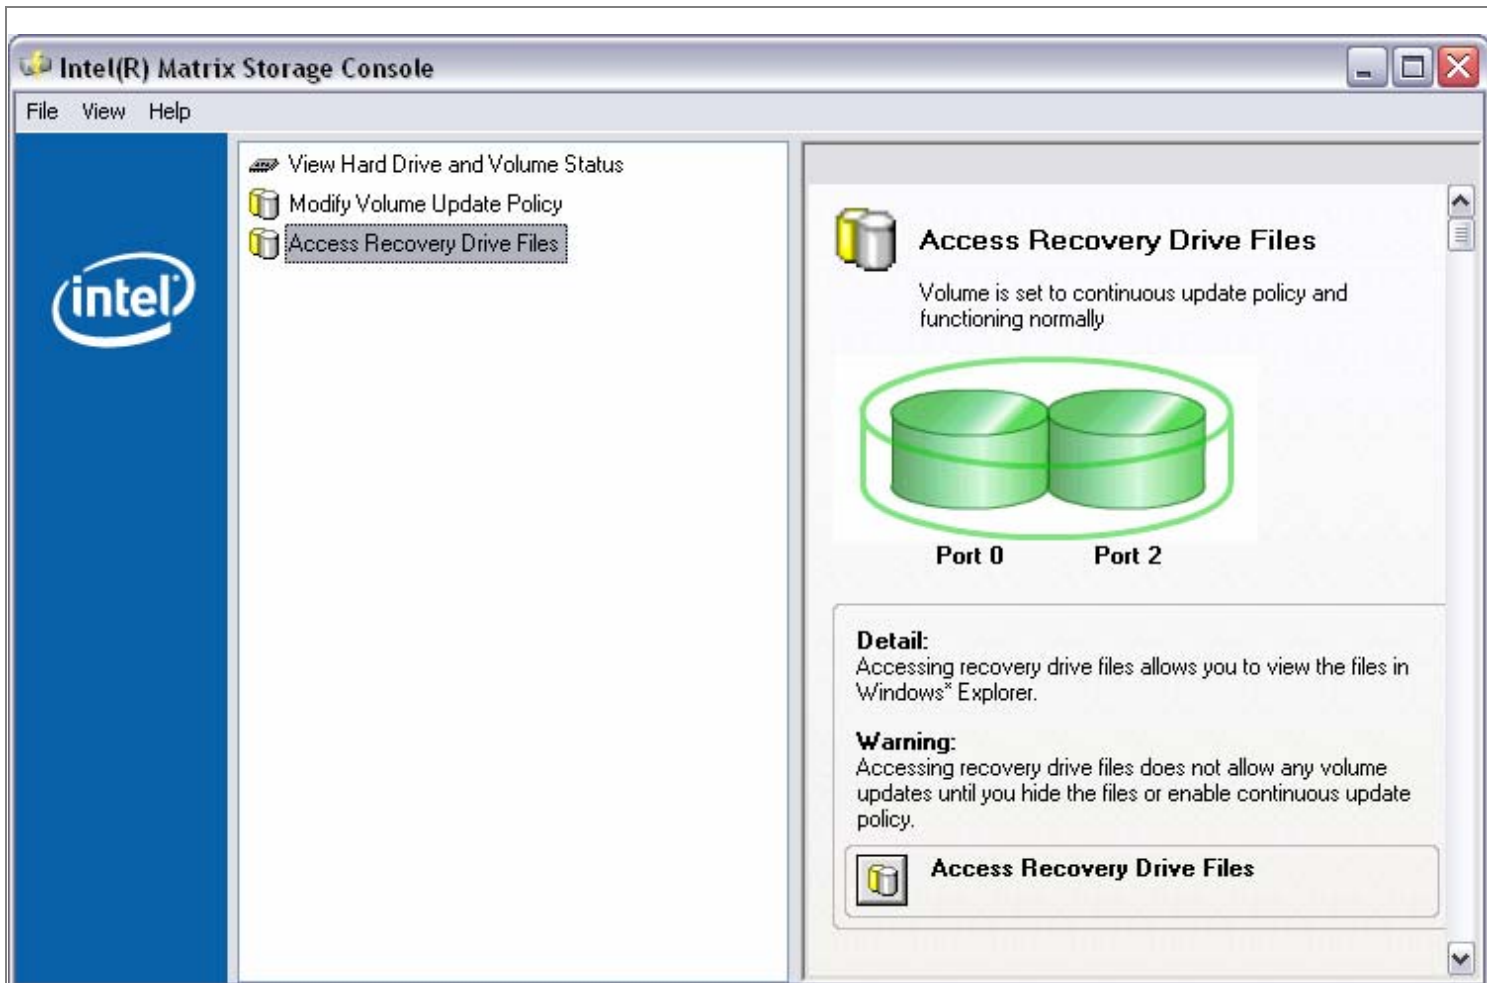 Intel(R) Matrix Storage Console
File View Help
intel
View Hard Drive and Volume Status
Modify Volume Update Policy
Access Recovery Drive Files
Access Recovery Drive Files
Volume is set to continuous update policy and
functioning normally
Port 0 Port 2
Detail:
Accessing recovery drive files allows you to view the files in
Windows* Explorer.
Warning:
Accessing recovery drive files does not allow any volume
updates until you hide the files or enable continuous update
policy.
Access Recovery Drive Files